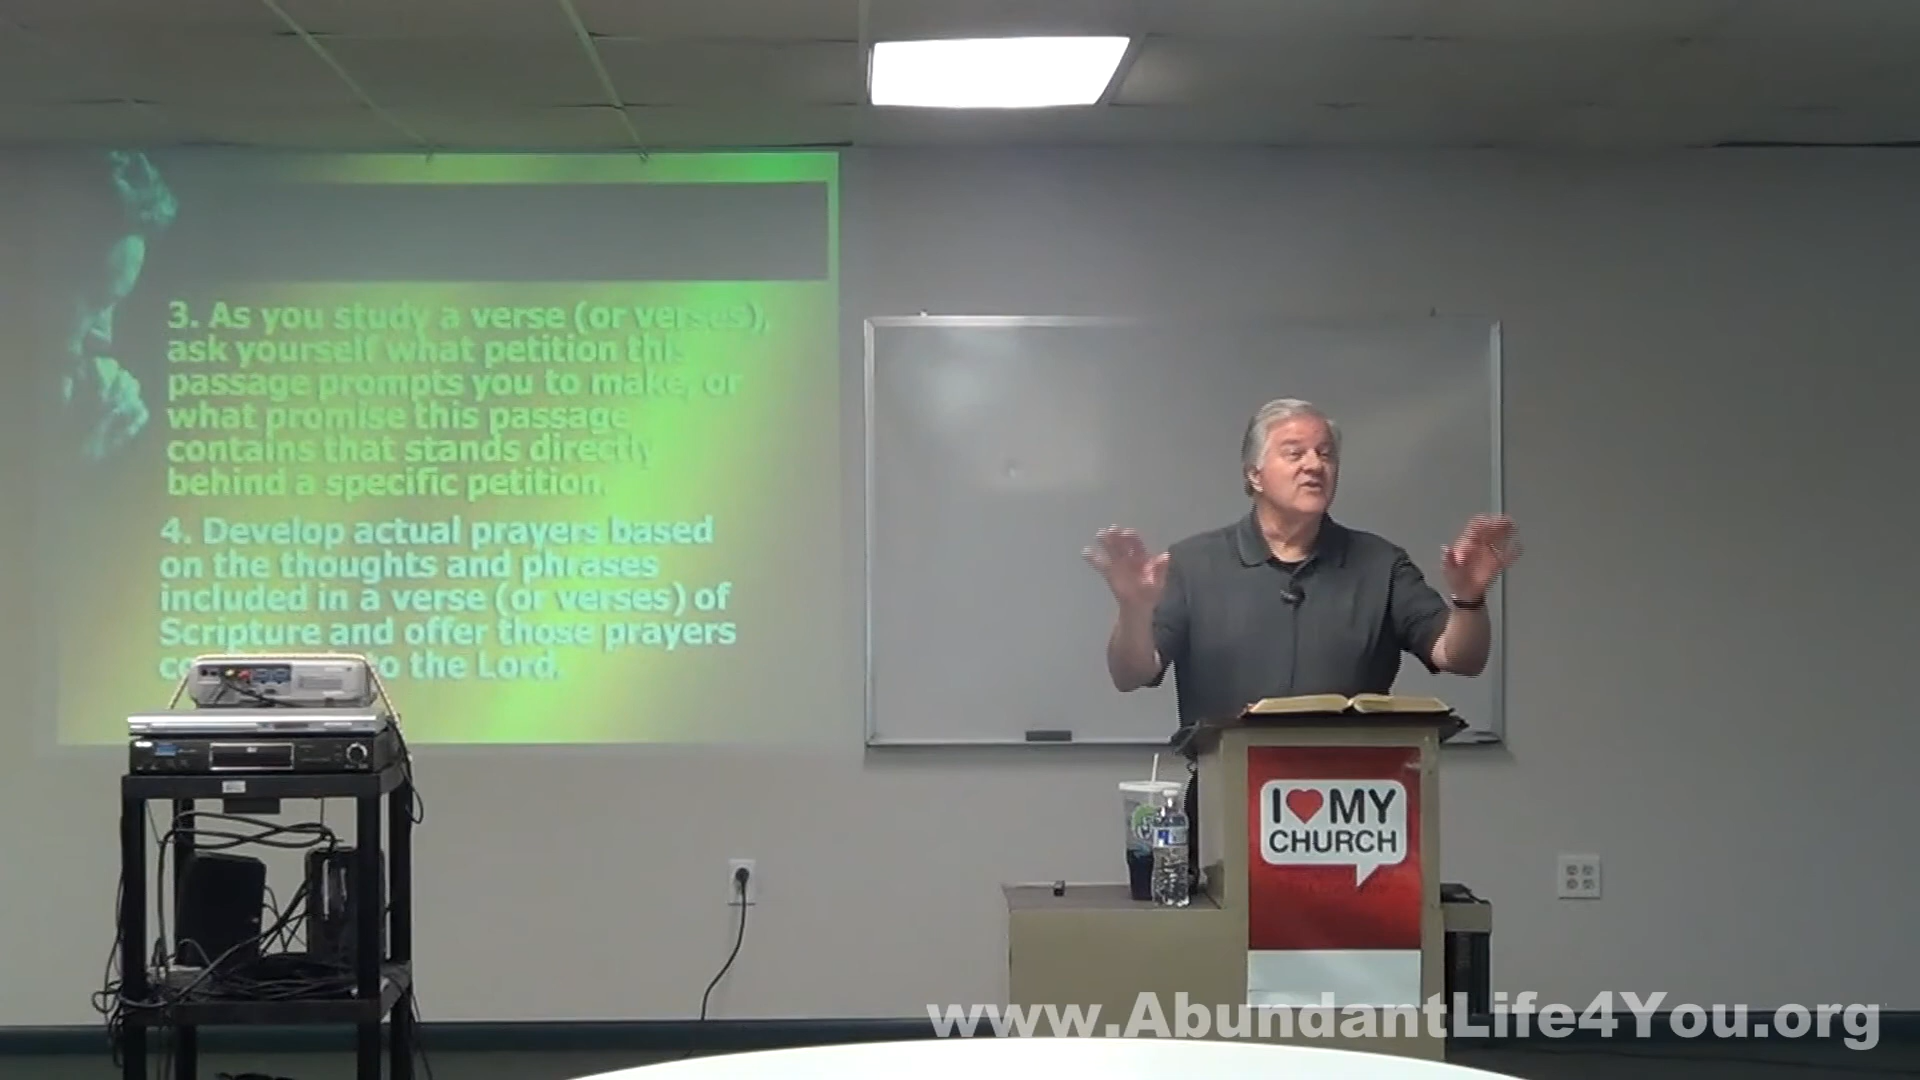 3. As you study a verse (or verses),
ask yourself what petition this
passage prompts you to make, or
what promise this passage
contains that stands directly
behind a specific petition.
4. Develop actual prayers based
on the thoughts and phrases
included in a verse (or verses) of
Scripture and offer those prayers
to the Lord.
I ♥ MY
CHURCH
www.AbundantLife4You.org